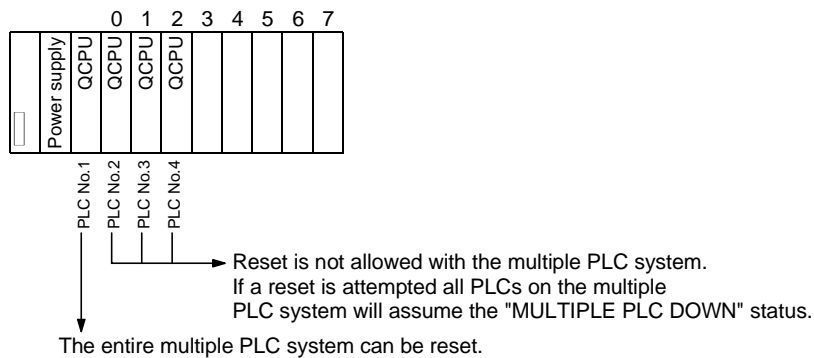 0 1 2 3 4 5 6 7
Power supply
QCPU
QCPU
QCPU
QCPU
PLC No.1
PLC No.2
PLC No.3
PLC No.4
Reset is not allowed with the multiple PLC system.
If a reset is attempted all PLCs on the multiple
PLC system will assume the "MULTIPLE PLC DOWN" status.
The entire multiple PLC system can be reset.